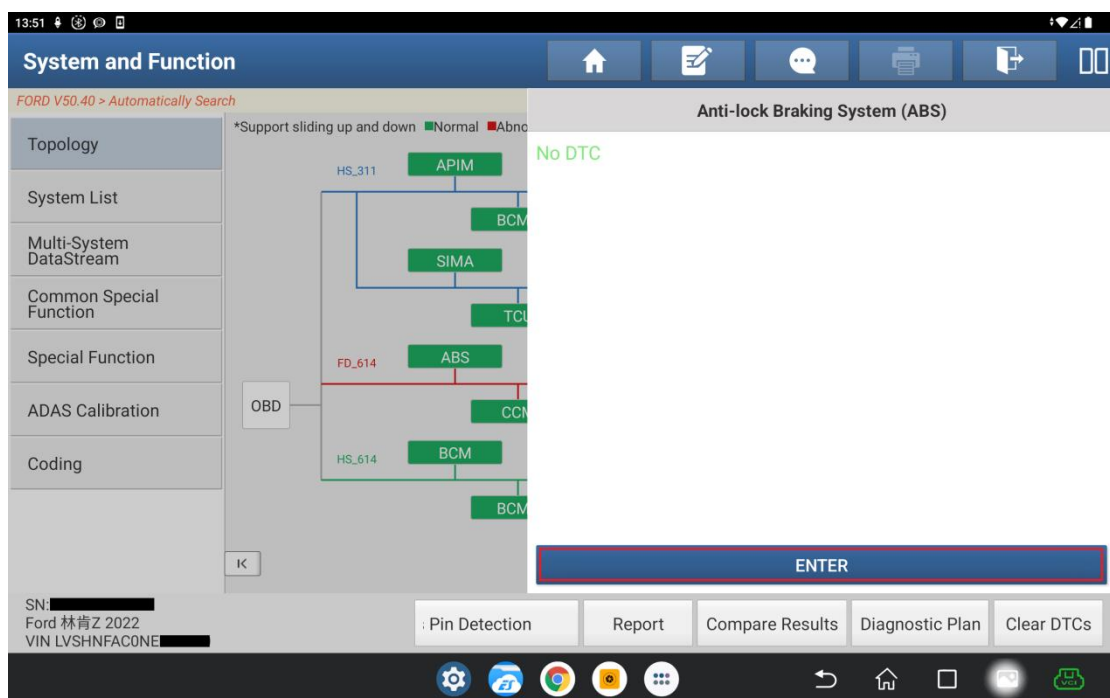 13:51
System and Function
FORD V50.40 > Automatically Search
Topology
System List
Multi-System
DataStream
Common Special
Function
Special Function
ADAS Calibration
Coding
*Support sliding up and down Normal Abno
HS_311
APIM
BCM
SIMA
TCU
FD_614
ABS
OBD
CCM
HS_614
BCM
BCM
Anti-lock Braking System (ABS)
No DTC
ENTER
SN:
Ford 林肯Z 2022
VIN LVSHNFAC0NE
Pin Detection
Report
Compare Results
Diagnostic Plan
Clear DTCs
VCI